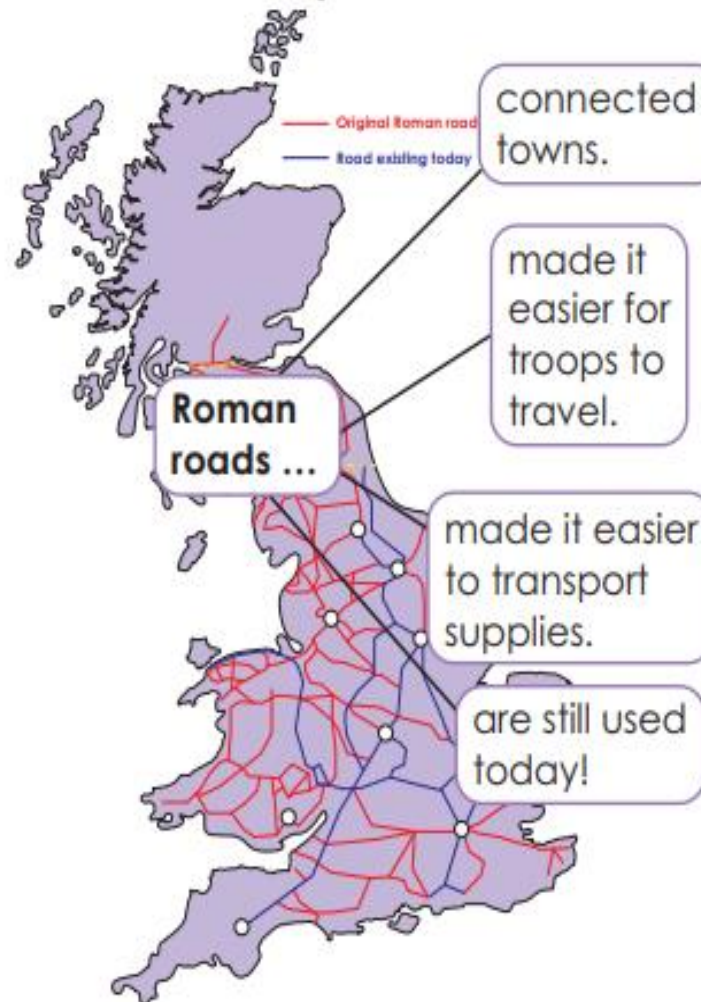 Original Roman road
Road existing today
connected
towns.
made it
easier for
troops to
travel.
Roman
roads ...
made it easier
to transport
supplies.
are still used
today!